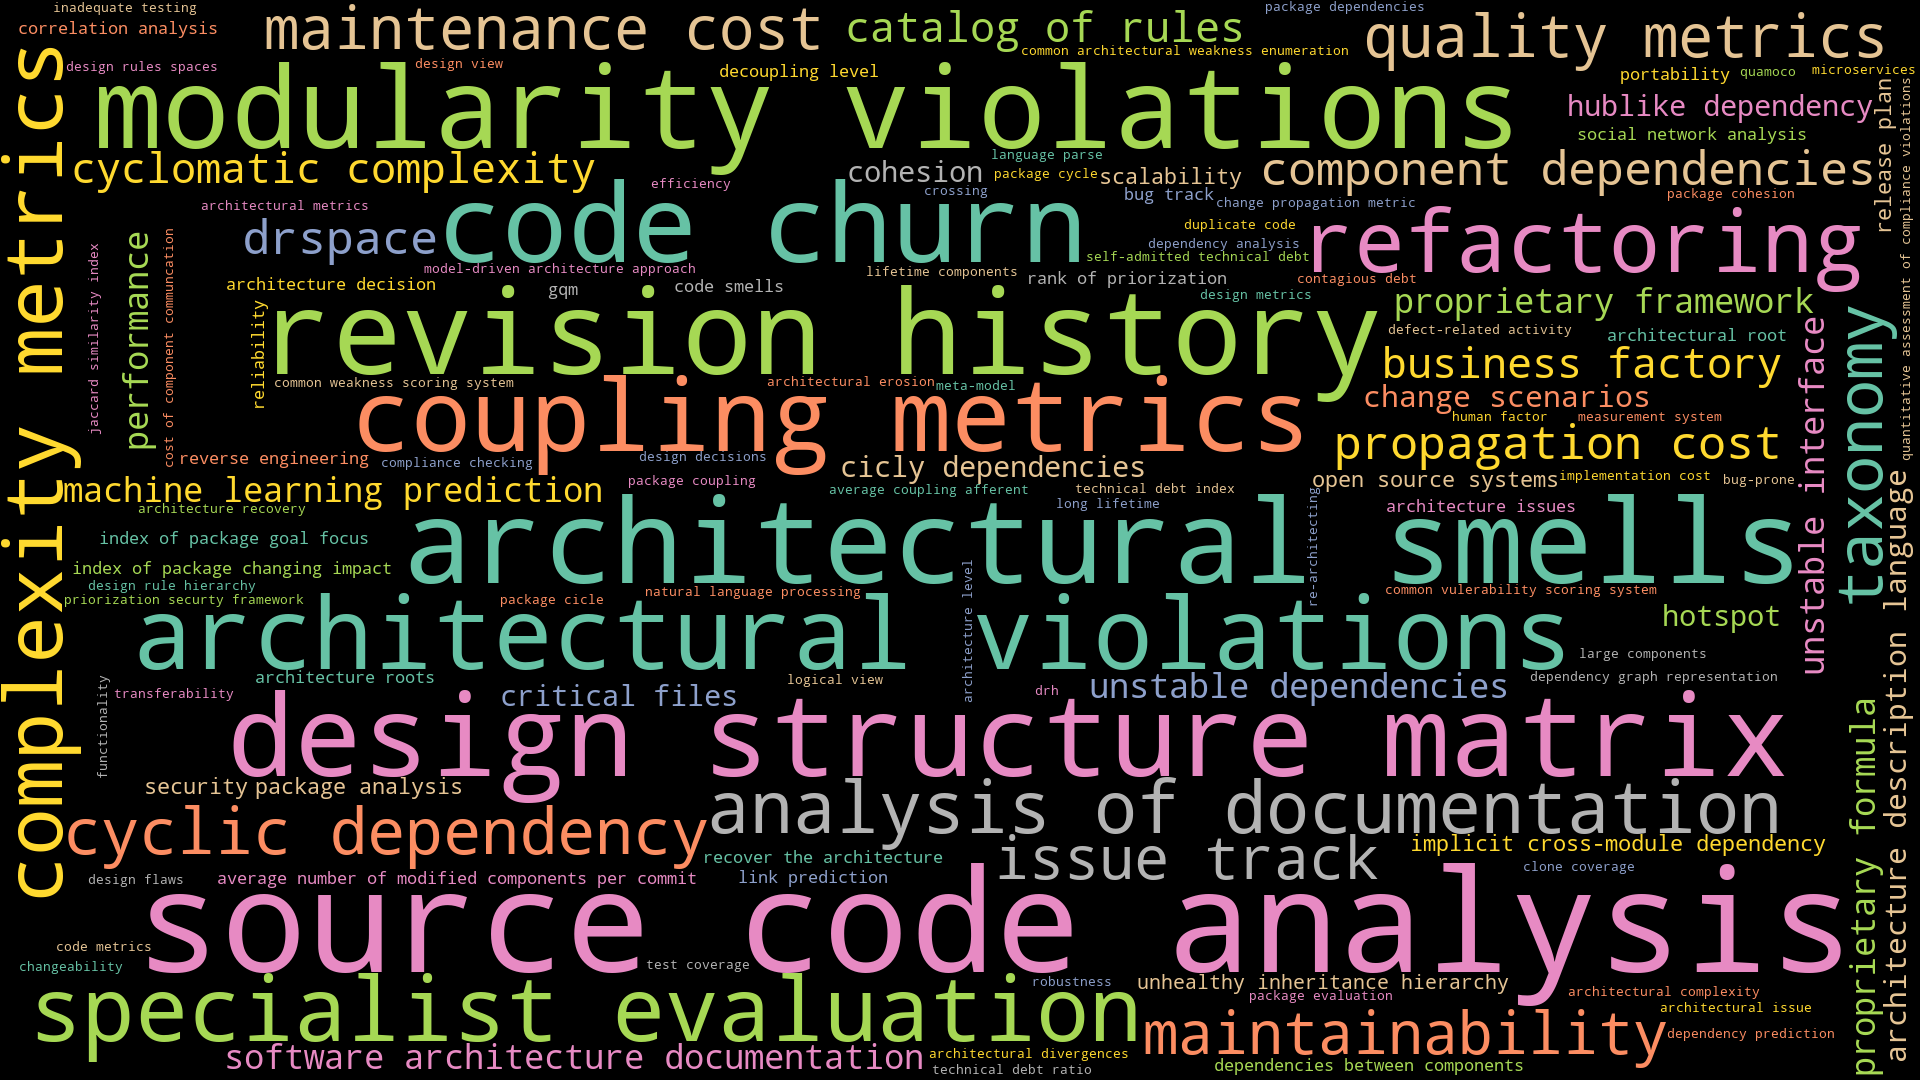 inadequate testing
package dependencies
correlation analysis
maintenance cost
catalog of rules
quality metrics
common architectural weakness enumeration
design rules spaces
design view
decoupling level
portability
quamoco
microservices
modularity violations
hublike dependency
release plan
quantitative assessment of compliance violations
social network analysis
complexity metrics
cyclomatic complexity
language parse
cohesion
package cycle
scalability
component dependencies
efficiency
crossing
bug track
package cohesion
architectural metrics
change propagation metric
code churn
drspace
duplicate code
refactoring
dependency analysis
self-admitted technical debt
performance
cost of component communcation
jaccard similarity index
model-driven architecture approach
lifetime components
rank of priorization
contagious debt
architecture decision
gqm
code smells
design metrics
proprietary framework
reliability
revision history
defect-related activity
architectural root
taxonomy
unstable interface
business factory
common weakness scoring system
architectural erosion
meta-model
coupling metrics
change scenarios
human factor
measurement system
propagation cost
reverse engineering
compliance checking
design decisions
cicly dependencies
machine learning prediction
package coupling
average coupling afferent
technical debt index
open source systems
implementation cost
bug-prone
architecture description language
architecture recovery
long lifetime
re-architecting
architecture issues
index of package goal focus
architectural smells
index of package changing impact
design rule hierarchy
natural language processing
common vulerability scoring system
priorization securty framework
package cicle
architecture level
architectural violations
hotspot
large components
architecture roots
logical view
dependency graph representation
functionality
transferability
critical files
drh
unstable dependencies
design structure matrix
proprietary formula
security
package analysis
analysis of documentation
cyclic dependency
implicit cross-module dependency
recover the architecture
issue track
clone coverage
design flaws
average number of modified components per commit
link prediction
source code analysis
code metrics
changeability
test coverage
specialist evaluation
robustness
unhealthy inheritance hierarchy
package evaluation
architectural complexity
architectural issue
maintainability
dependency prediction
software architecture documentation
architectural divergences
technical debt ratio
dependencies between components